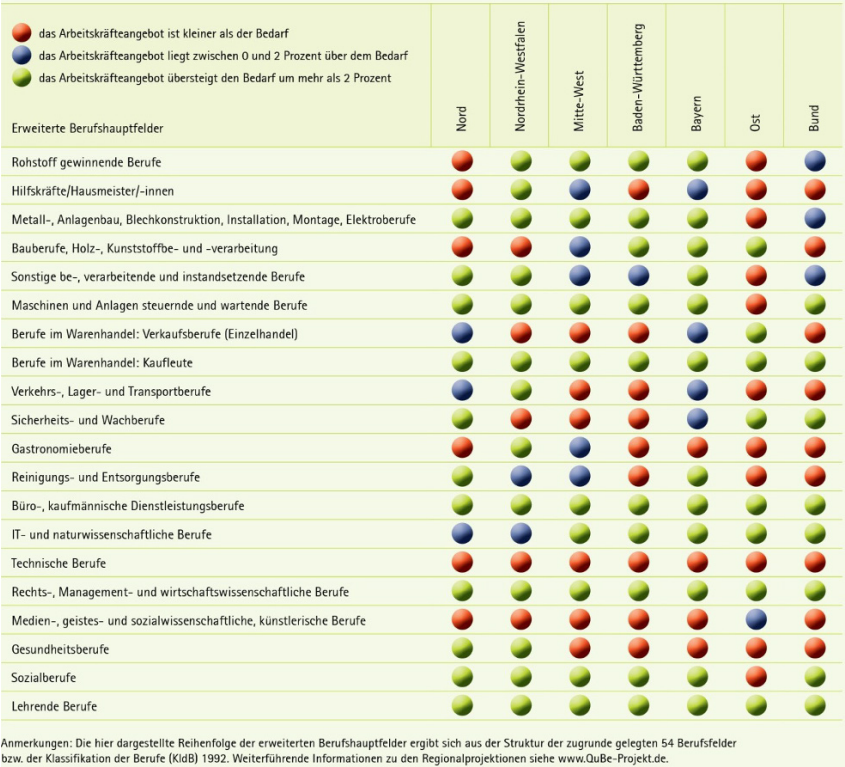 das Arbeitskräfteangebot ist kleiner als der Bedarf
das Arbeitskräfteangebot liegt zwischen 0 und 2 Prozent über dem Bedarf
das Arbeitskräfteangebot übersteigt den Bedarf um mehr als 2 Prozent
Erweiterte Berufshauptfelder
Nord
Nordrhein-Westfalen
Mitte-West
Baden-Württemberg
Bayern
Ost
Bund
Rohstoff gewinnende Berufe
Hilfskräfte/Hausmeister/-innen
Metall-, Anlagenbau, Blechkonstruktion, Installation, Montage, Elektroberufe
Bauberufe, Holz-, Kunststoffbe- und -verarbeitung
Sonstige be-, verarbeitende und instandsetzende Berufe
Maschinen und Anlagen steuernde und wartende Berufe
Berufe im Warenhandel: Verkaufsberufe (Einzelhandel)
Berufe im Warenhandel: Kaufleute
Verkehrs-, Lager- und Transportberufe
Sicherheits- und Wachberufe
Gastronomieberufe
Reinigungs- und Entsorgungsberufe
Büro-, kaufmännische Dienstleistungsberufe
IT- und naturwissenschaftliche Berufe
Technische Berufe
Rechts-, Management- und wirtschaftswissenschaftliche Berufe
Medien-, geistes- und sozialwissenschaftliche, künstlerische Berufe
Gesundheitsberufe
Sozialberufe
Lehrende Berufe
Anmerkungen: Die hier dargestellte Reihenfolge der erweiterten Berufshauptfelder ergibt sich aus der Struktur der zugrunde gelegten 54 Berufsfelder
bzw. der Klassifikation der Berufe (KldB) 1992. Weiterführende Informationen zu den Regionalprojektionen siehe www.QuBe-Projekt.de.